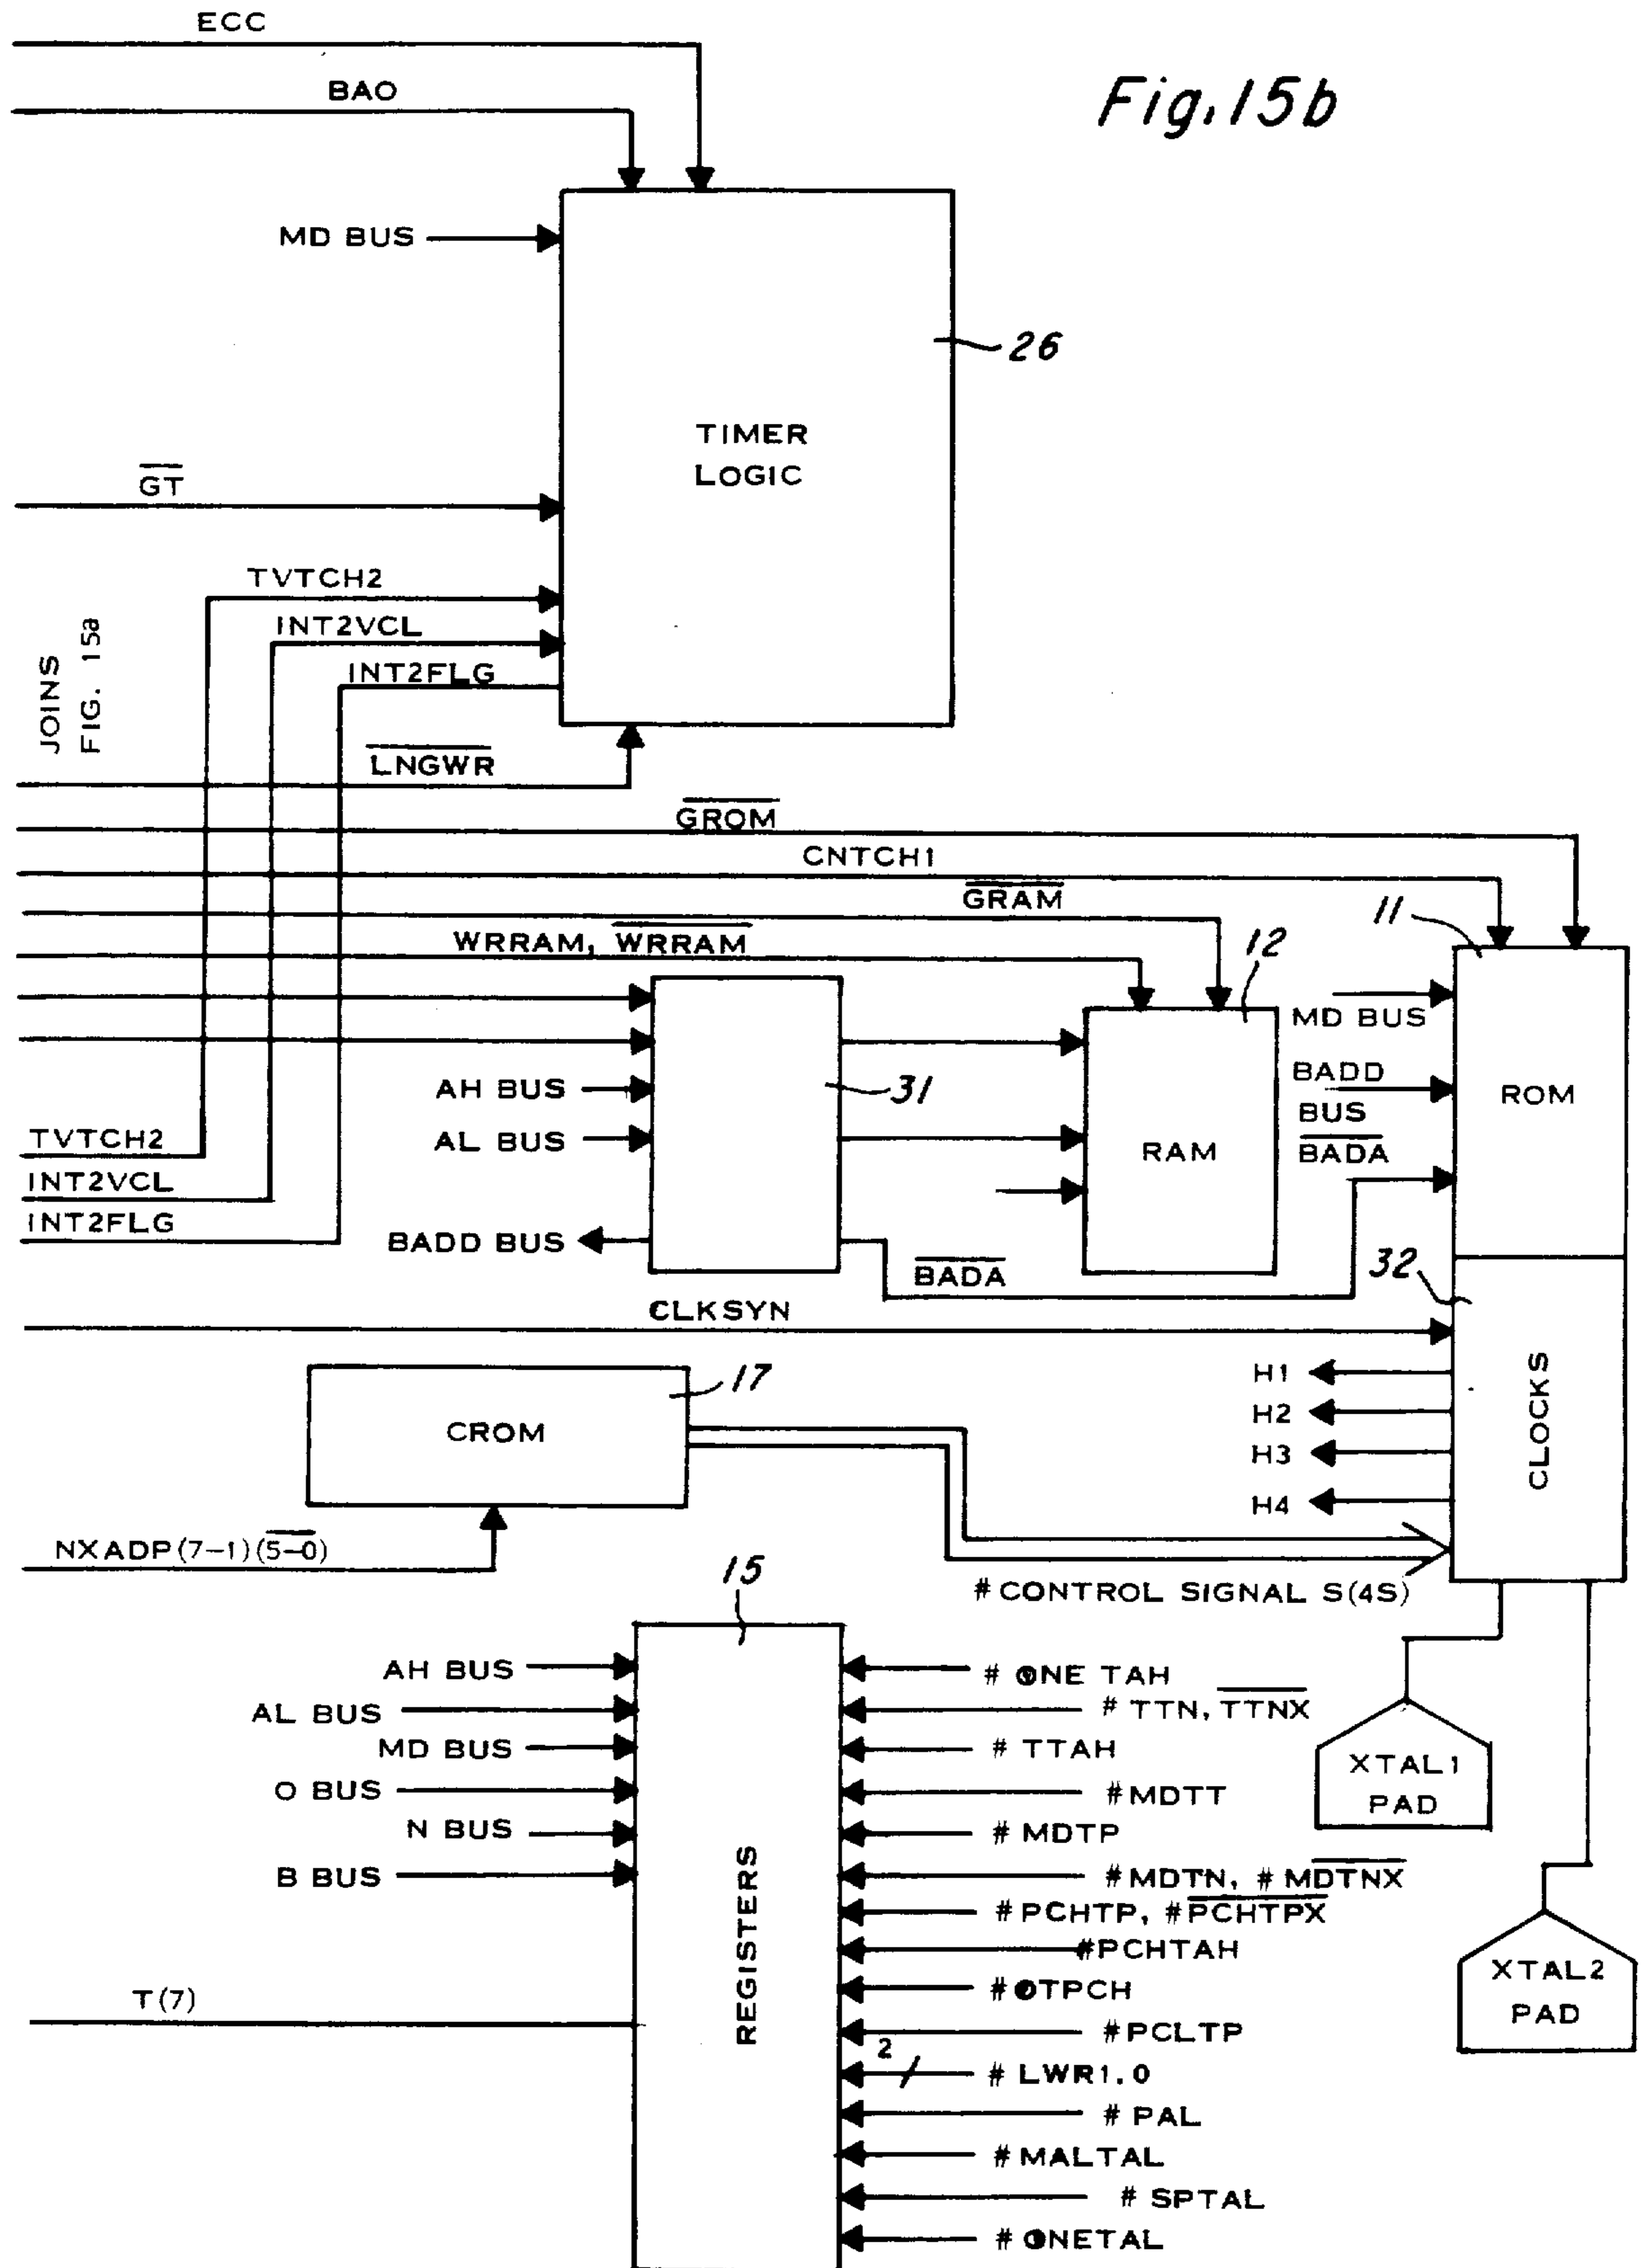 ECC
Fig. 15b
BAO
MD BUS
26
TIMER
LOGIC
GT
TVTCH2
INT2VCL
INT2FLG
JOINS
FIG. 15a
LNGWR
GROM
CNTCH1
GRAM
11
WRRAM, WRRAM
12
MD BUS
AH BUS
31
BADD
BUS
ROM
AL BUS
RAM
BADA
TVTCH2
INT2VCL
INT2FLG
BADD BUS
BADA
32
CLKSYN
17
H1
CROM
H2
CLOCKS
H3
H4
NXADP(7-1)(5-0)
15
# CONTROL SIGNAL S(4S)
AH BUS
AL BUS
MD BUS
O BUS
N BUS
B BUS
REGISTERS
T(7)
# ONE TAH
# TTN, TTNX
# TTAH
#MDTT
# MDTP
#MDTN, # MDTNX
#PCHTP, #PCHTPX
#PCHTAH
#OTPCH
#PCLTP
2
# LWR1.0
# PAL
# MALTAL
# SPTAL
# ONETAL
XTAL1
PAD
XTAL2
PAD